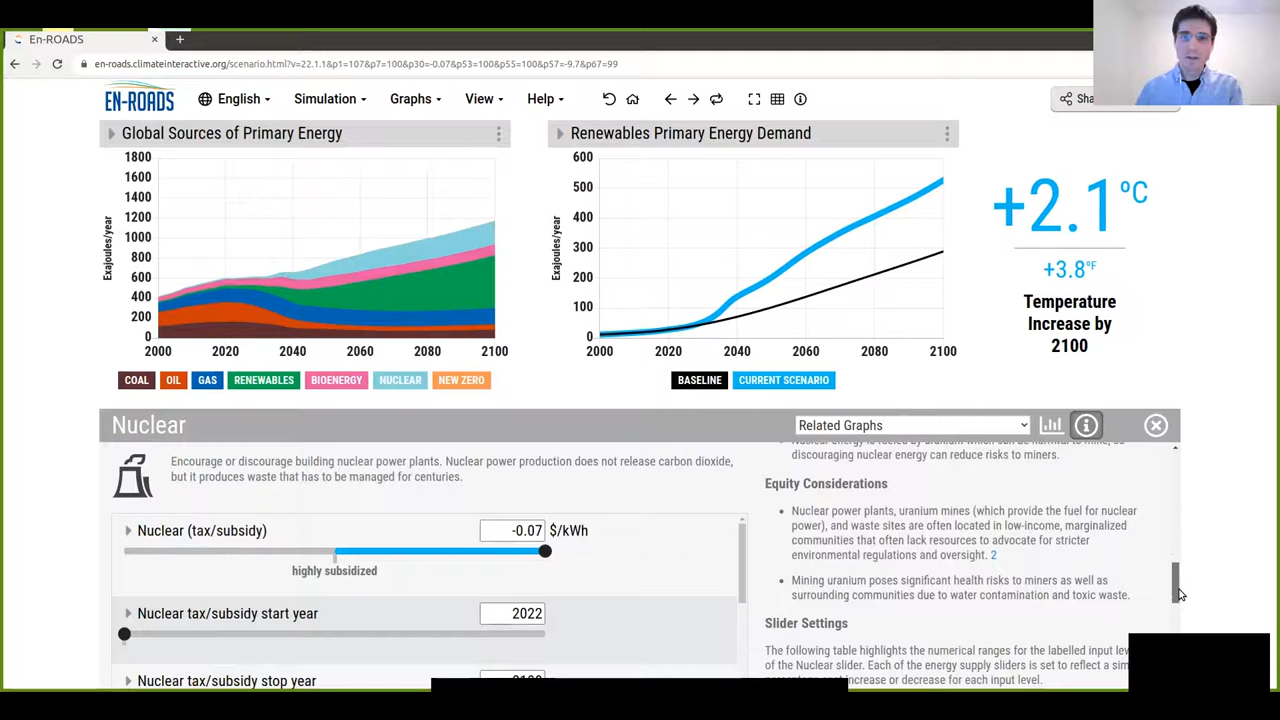 En-ROADS
en-roads.climateinteractive.org/scenario.html?v=22.1.1&p1=107&p7=100&p30=-0.07&p53=100&p55=100&p57=-9.7&p67=99
EN-ROADS
English
Simulation
Graphs
View
Help
Sha
Global Sources of Primary Energy
Renewables Primary Energy Demand
Exajoules/year
1800
1600
1400
1200
1000
800
600
400
200
0
2000 2020 2040 2060 2080 2100
COAL OIL GAS RENEWABLES BIOENERGY NUCLEAR NEW ZERO
Exajoules/year
600
500
400
300
200
100
0
2000 2020 2040 2060 2080 2100
BASELINE CURRENT SCENARIO
+2.1 ºC
+3.8 ºF
Temperature
Increase by
2100
Nuclear
Related Graphs
Encourage or discourage building nuclear power plants. Nuclear power production does not release carbon dioxide,
but it produces waste that has to be managed for centuries.
Nuclear (tax/subsidy) -0.07 $/kWh
highly subsidized
Nuclear tax/subsidy start year 2022
Nuclear tax/subsidy stop year
discouraging nuclear energy can reduce risks to miners.
Equity Considerations
• Nuclear power plants, uranium mines (which provide the fuel for nuclear
power), and waste sites are often located in low-income, marginalized
communities that often lack resources to advocate for stricter
environmental regulations and oversight. 2
• Mining uranium poses significant health risks to miners as well as
surrounding communities due to water contamination and toxic waste.
Slider Settings
The following table highlights the numerical ranges for the labelled input lev
of the Nuclear slider. Each of the energy supply sliders is set to reflect a sim
increase or decrease for each input level.